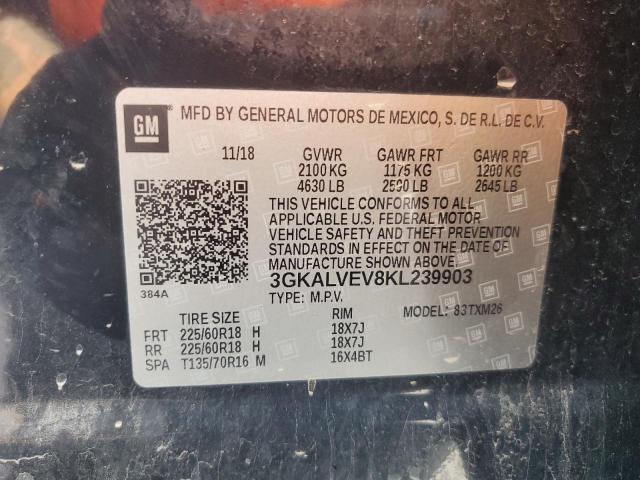 GM
MFD BY GENERAL MOTORS DE MEXICO, S. DE R.L. DE C.V.
11/18 GVWR GAWR FRT GAWR RR
2100 KG 1175 KG 1200 KG
4630 LB 2590 LB 2645 LB
THIS VEHICLE CONFORMS TO ALL
APPLICABLE U.S. FEDERAL MOTOR
VEHICLE SAFETY AND THEFT PREVENTION
STANDARDS IN EFFECT ON THE DATE OF
MANUFACTURE SHOWN ABOVE.
3GKALVEV8KL239903
384A
TYPE: M.P.V. MODEL: 83TXM26
TIRE SIZE RIM
FRT 225/60R18 H 18X7J
RR 225/60R18 H 18X7J
SPA T135/70R16 M 16X4BT